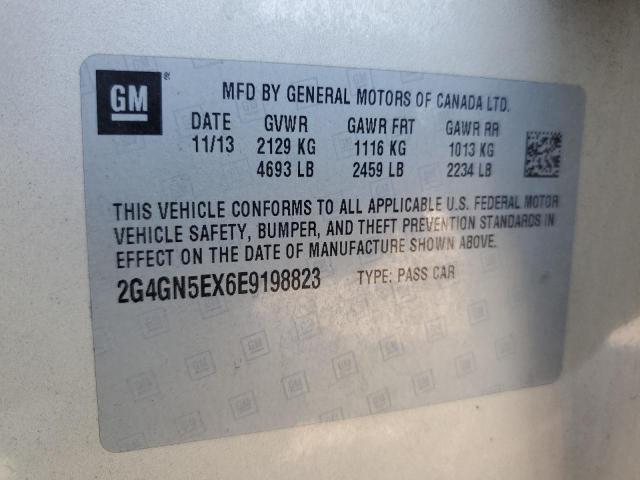 GM
MFD BY GENERAL MOTORS OF CANADA LTD.
DATE GVWR GAWR FRT GAWR RR
11/13 2129 KG 1116 KG 1013 KG
4693 LB 2459 LB 2234 LB
THIS VEHICLE CONFORMS TO ALL APPLICABLE U.S. FEDERAL MOTOR
VEHICLE SAFETY, BUMPER, AND THEFT PREVENTION STANDARDS IN
EFFECT ON THE DATE OF MANUFACTURE SHOWN ABOVE.
2G4GN5EX6E9198823 TYPE: PASS CAR